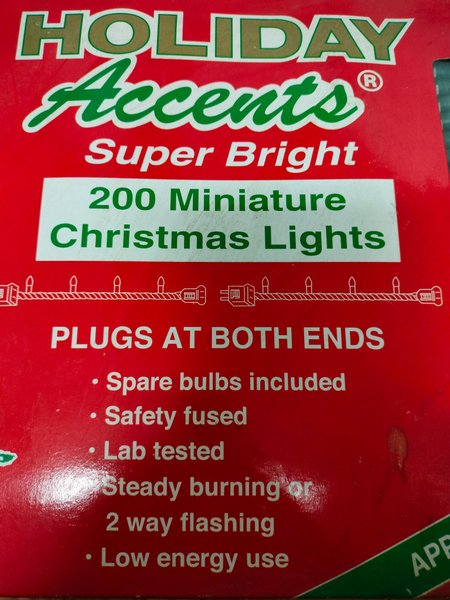 HOLIDAY
Accents®
Super Bright
200 Miniature
Christmas Lights
PLUGS AT BOTH ENDS
· Spare bulbs included
· Safety fused
· Lab tested
· Steady burning or
2 way flashing
· Low energy use